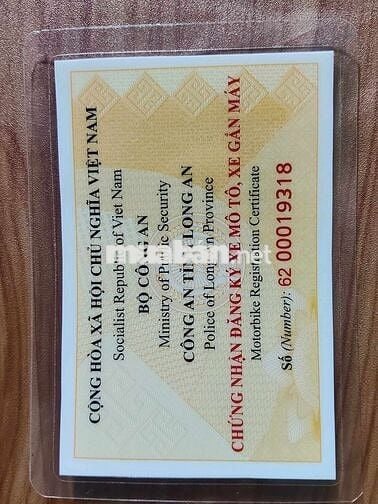 CỘNG HÒA XÃ HỘI CHỦ NGHĨA VIỆT NAM
Socialist Republic of Viet Nam
BỘ CÔNG AN
Ministry of Public Security
CÔNG AN TỈNH LONG AN
Police of Long An Province
CHỨNG NHẬN ĐĂNG KÝ XE MÔ TÔ, XE GẮN MÁY
Motorbike Registration Certificate
Số (Number): 62 00019318
muaban.net